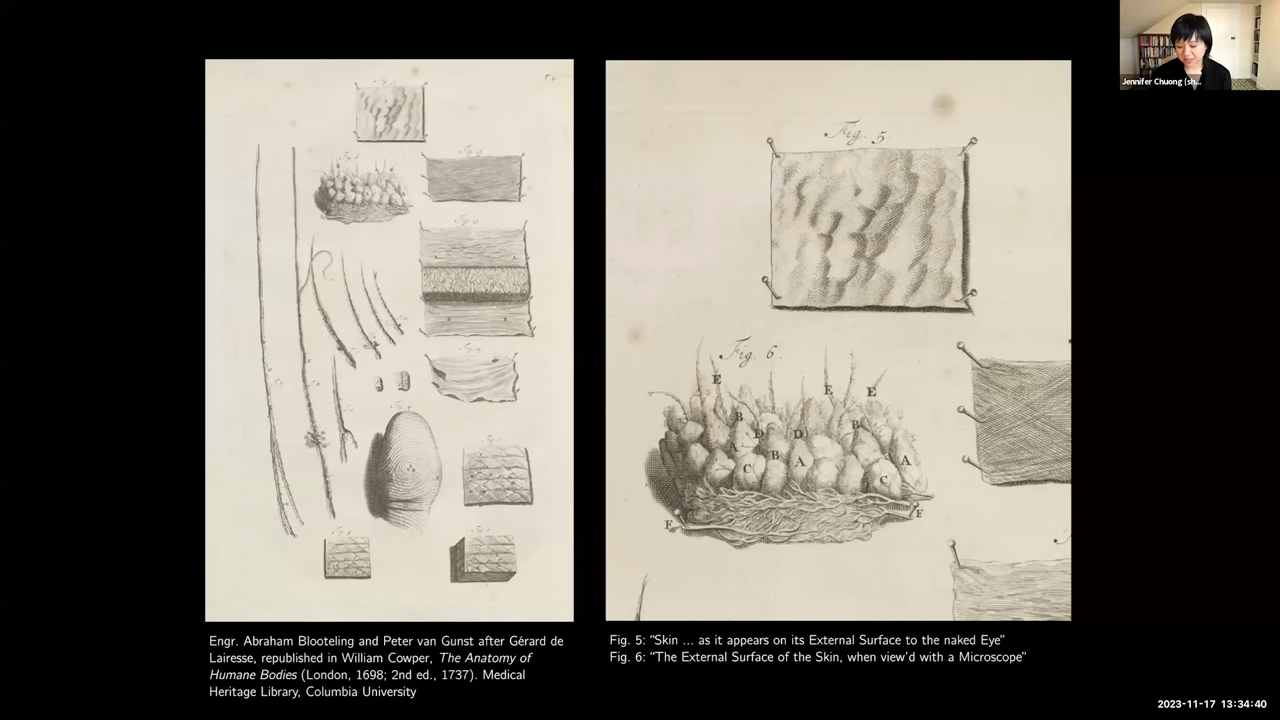 Jennifer Chuong (sh...
Fig. 5.
Fig. 6.
E
E
E
B
B
D
D
A
B
A
A
C
C
F
F
Engr. Abraham Blooteling and Peter van Gunst after Gérard de
Lairesse, republished in William Cowper, The Anatomy of
Humane Bodies (London, 1698; 2nd ed., 1737). Medical
Heritage Library, Columbia University
Fig. 5: “Skin ... as it appears on its External Surface to the naked Eye”
Fig. 6: “The External Surface of the Skin, when view’d with a Microscope”
2023-11-17 13:34:40